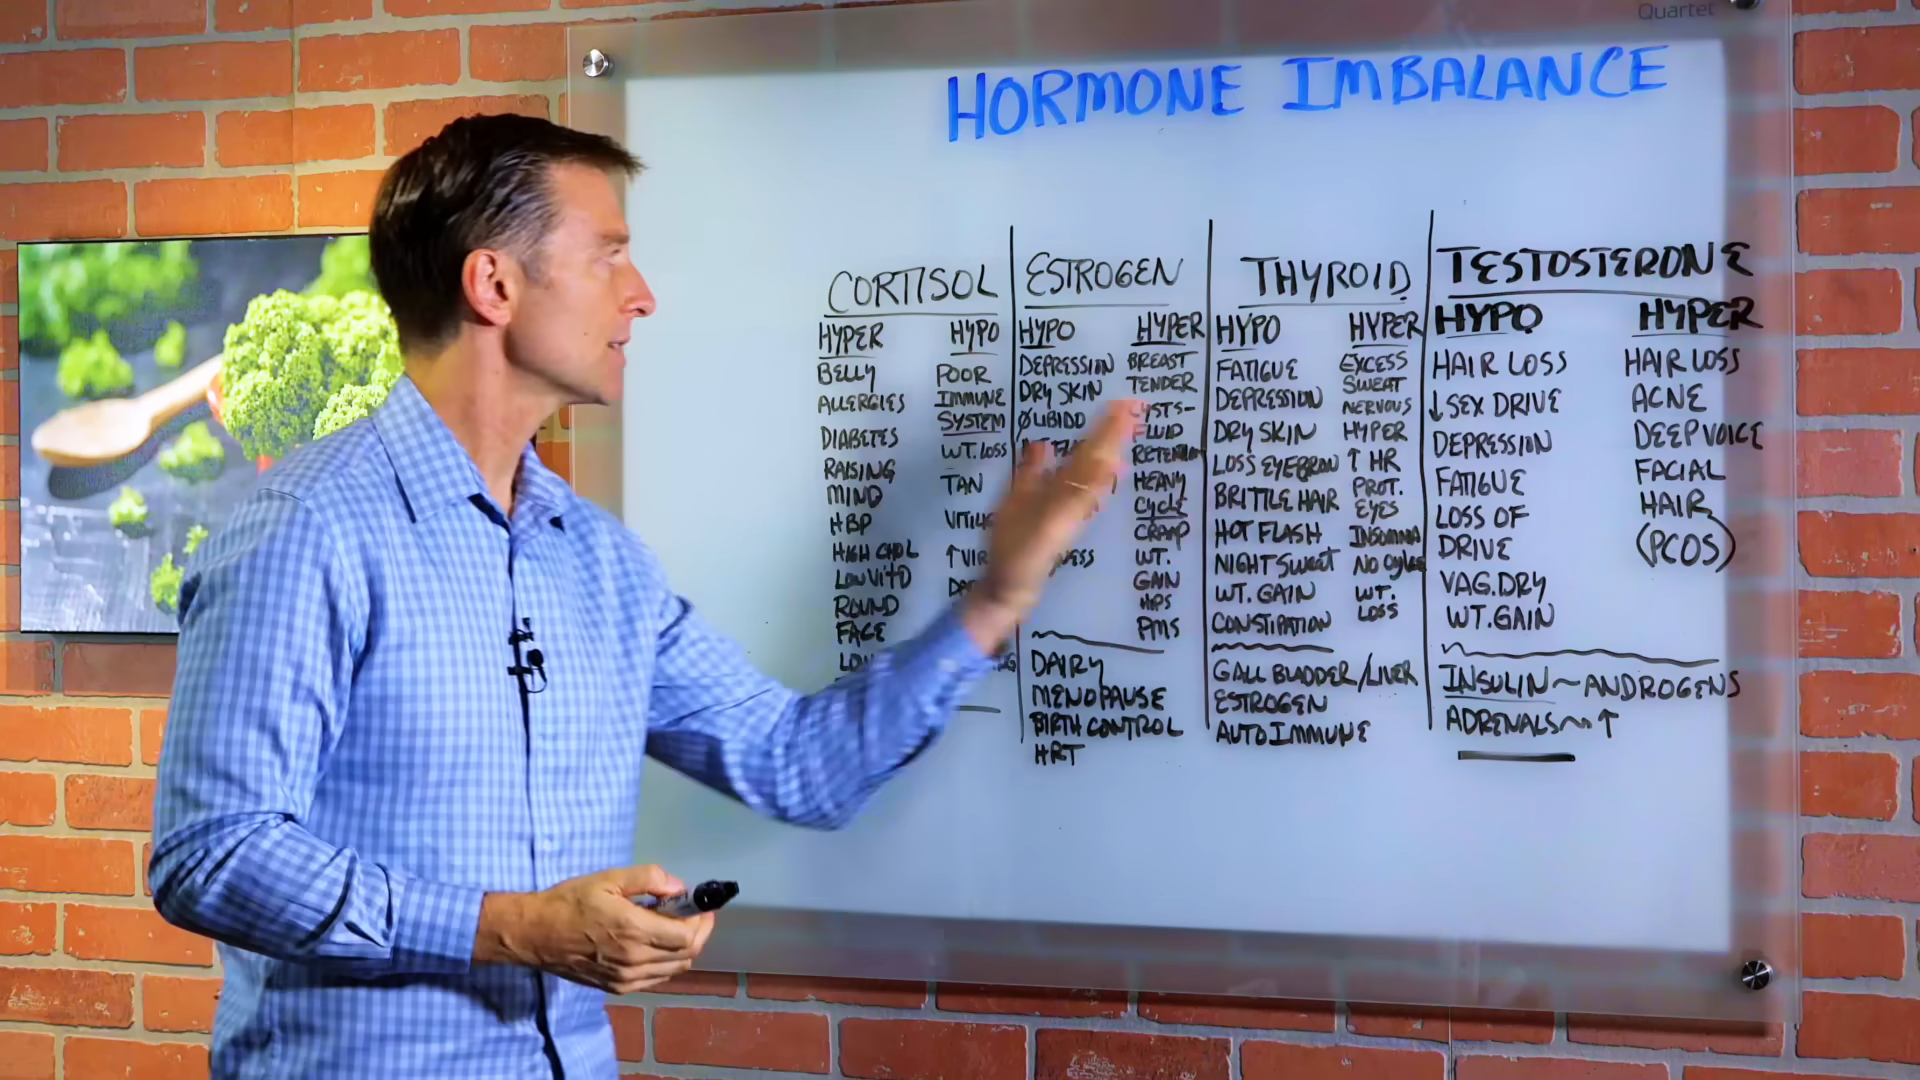 Quartet
HORMONE IMBALANCE
CORTISOL
HYPER
BELLY
ALLERGIES
DIABETES
RAISING
MIND
HBP
HIGH CHOL
LOW VIT D
ROUND
FACE
HYPO
POOR
IMMUNE
SYSTEM
WT. LOSS
TAN
ESTROGEN
HYPO
DEPRESSION
DRY SKIN
ØLIBIDO
HYPER
BREAST
TENDER
CYSTS-
FLUID
RETENTION
HEAVY
CYCLE
CRAMP
WT.
GAIN
HIPS
PMS
DAIRY
MENOPAUSE
BIRTH CONTROL
HRT
THYROID
HYPO
FATIGUE
DEPRESSION
DRY SKIN
LOSS EYEBROW
BRITTLE HAIR
HOT FLASH
NIGHT SWEAT
WT. GAIN
CONSTIPATION
HYPER
EXCESS
SWEAT
NERVOUS
HYPER
↑ HR
PROT.
EYES
INSOMNIA
NO CYCLE
WT.
LOSS
GALL BLADDER/LIVER
ESTROGEN
AUTOIMMUNE
TESTOSTERONE
HYPO
HAIR LOSS
↓SEX DRIVE
DEPRESSION
FATIGUE
LOSS OF
DRIVE
VAG. DRY
WT. GAIN
HYPER
HAIR LOSS
ACNE
DEEP VOICE
FACIAL
HAIR
(PCOS)
INSULIN~ANDROGENS
ADRENALS~↑